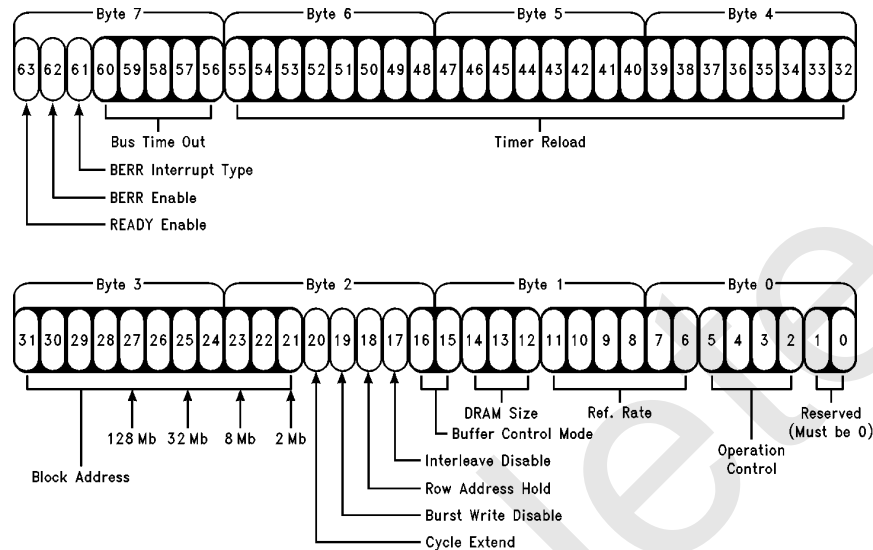 Byte 7 Byte 6 Byte 5 Byte 4
63 62 61 60 59 58 57 56 55 54 53 52 51 50 49 48 47 46 45 44 43 42 41 40 39 38 37 36 35 34 33 32
Bus Time Out Timer Reload
BERR Interrupt Type
BERR Enable
READY Enable
Byte 3 Byte 2 Byte 1 Byte 0
31 30 29 28 27 26 25 24 23 22 21 20 19 18 17 16 15 14 13 12 11 10 9 8 7 6 5 4 3 2 1 0
DRAM Size Ref. Rate Reserved
128 Mb 32 Mb 8 Mb 2 Mb Buffer Control Mode (Must be 0)
Operation
Control
Interleave Disable
Block Address
Row Address Hold
Burst Write Disable
Cycle Extend
lete